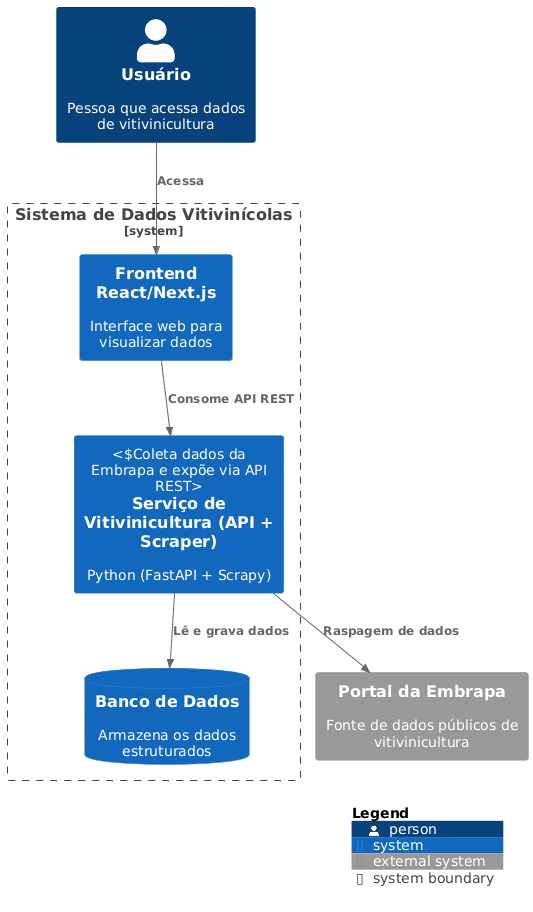 Usuário
Pessoa que acessa dados
de vitivinicultura
Acessa
Sistema de Dados Vitivinícolas
[system]
Frontend
React/Next.js
Interface web para
visualizar dados
Consome API REST
<$Coleta dados da
Embrapa e expõe via API
REST>
Serviço de
Vitivinicultura (API +
Scraper)
Python (FastAPI + Scrapy)
Lê e grava dados
Raspagem de dados
Banco de Dados
Armazena os dados
estruturados
Portal da Embrapa
Fonte de dados públicos de
vitivinicultura
Legend
person
system
external system
system boundary